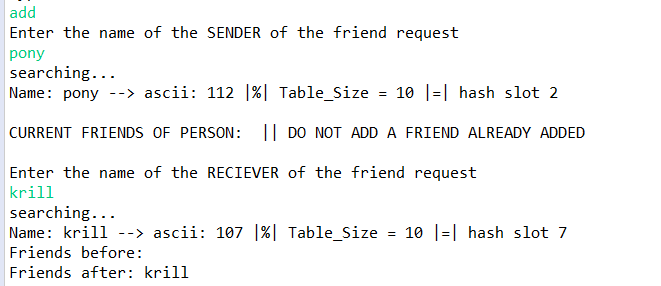 add
Enter the name of the SENDER of the friend request
pony
searching...
Name: pony --> ascii: 112 |%| Table_Size = 10 |=| hash slot 2
CURRENT FRIENDS OF PERSON:  || DO NOT ADD A FRIEND ALREADY ADDED
Enter the name of the RECIEVER of the friend request
krill
searching...
Name: krill --> ascii: 107 |%| Table_Size = 10 |=| hash slot 7
Friends before:
Friends after: krill